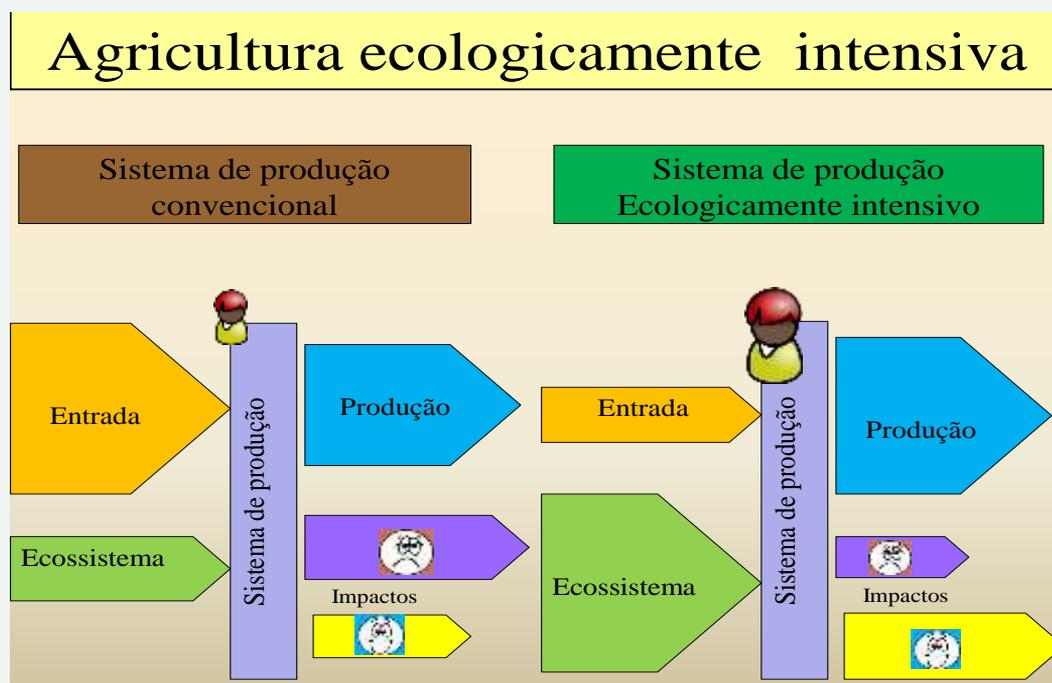 Agricultura ecologicamente intensiva
Sistema de produção
convencional
Sistema de produção
Ecologicamente intensivo
Entrada
Ecossistema
Sistema de produção
Produção
Impactos
Entrada
Ecossistema
Sistema de produção
Produção
Impactos